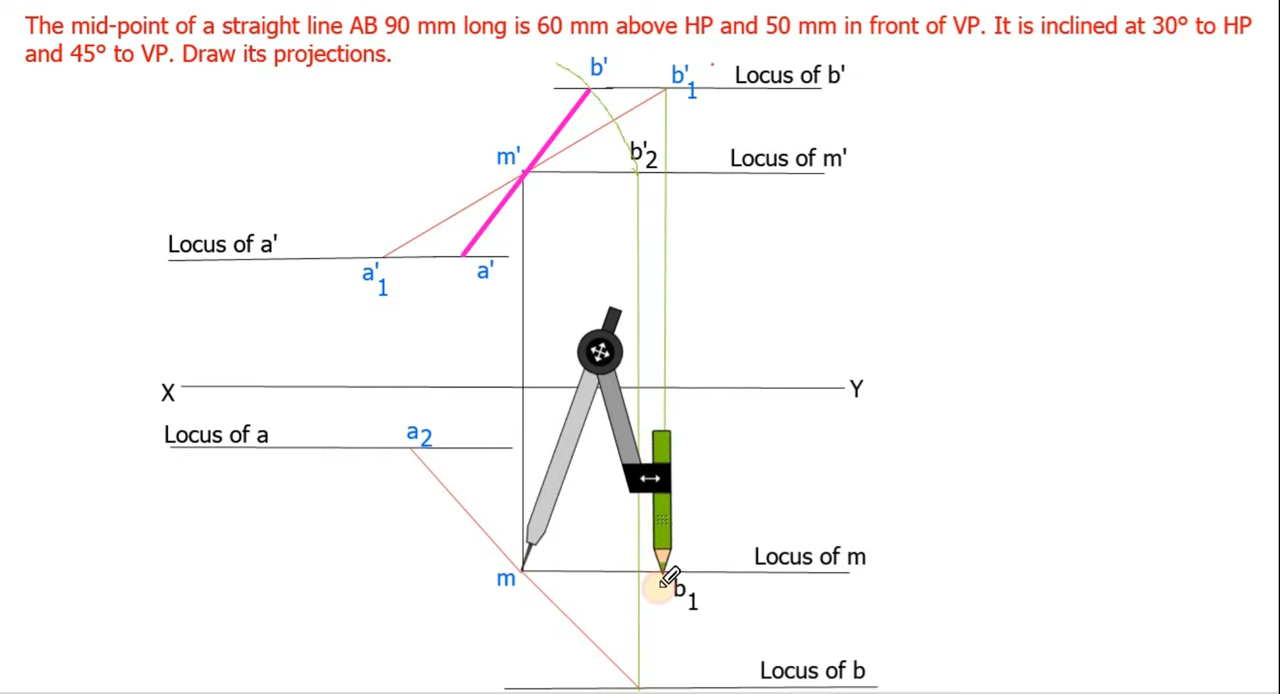 The mid-point of a straight line AB 90 mm long is 60 mm above HP and 50 mm in front of VP. It is inclined at 30° to HP
and 45° to VP. Draw its projections.
b'
b'1
Locus of b'
m'
b'2
Locus of m'
Locus of a'
a'1
a'
X
Y
Locus of a
a2
Locus of m
m
b1
Locus of b